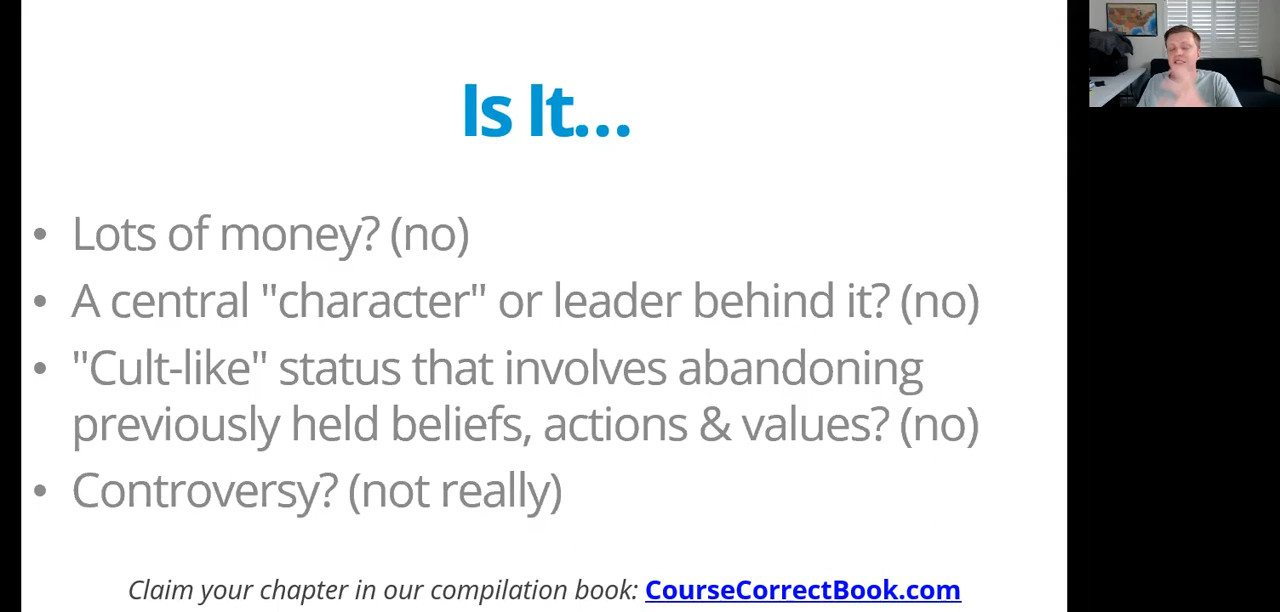 Is It...
• Lots of money? (no)
• A central "character" or leader behind it? (no)
• "Cult-like" status that involves abandoning
previously held beliefs, actions & values? (no)
• Controversy? (not really)
Claim your chapter in our compilation book: CourseCorrectBook.com